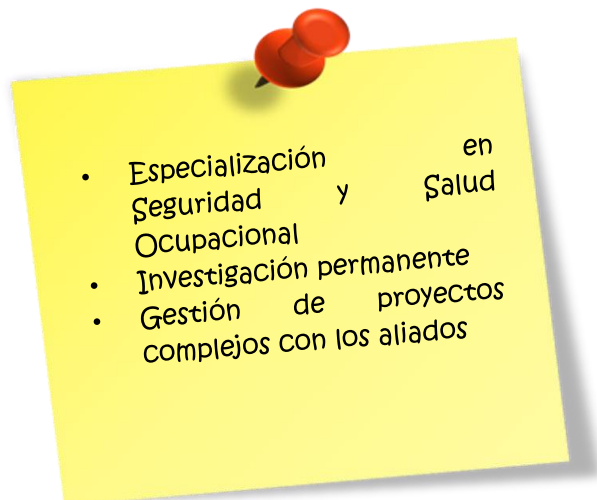 • Especialización en
Seguridad y Salud
Ocupacional
• Investigación permanente
• Gestión de proyectos
complejos con los aliados